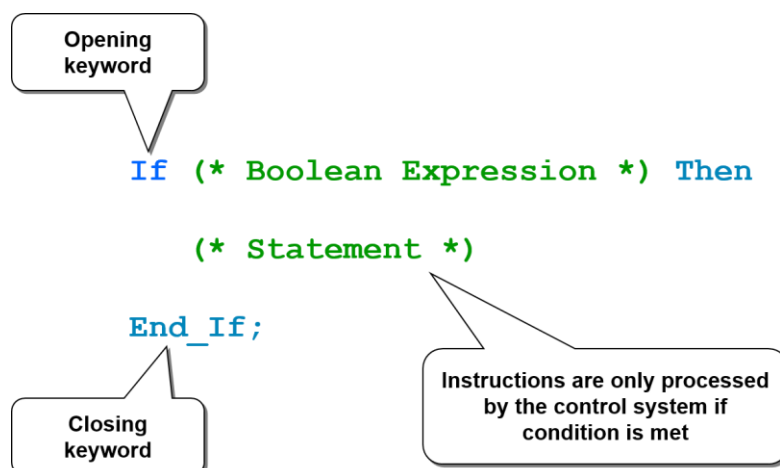 Opening
keyword
If (* Boolean Expression *) Then
(* Statement *)
End_If;
Instructions are only processed
by the control system if
condition is met
Closing
keyword